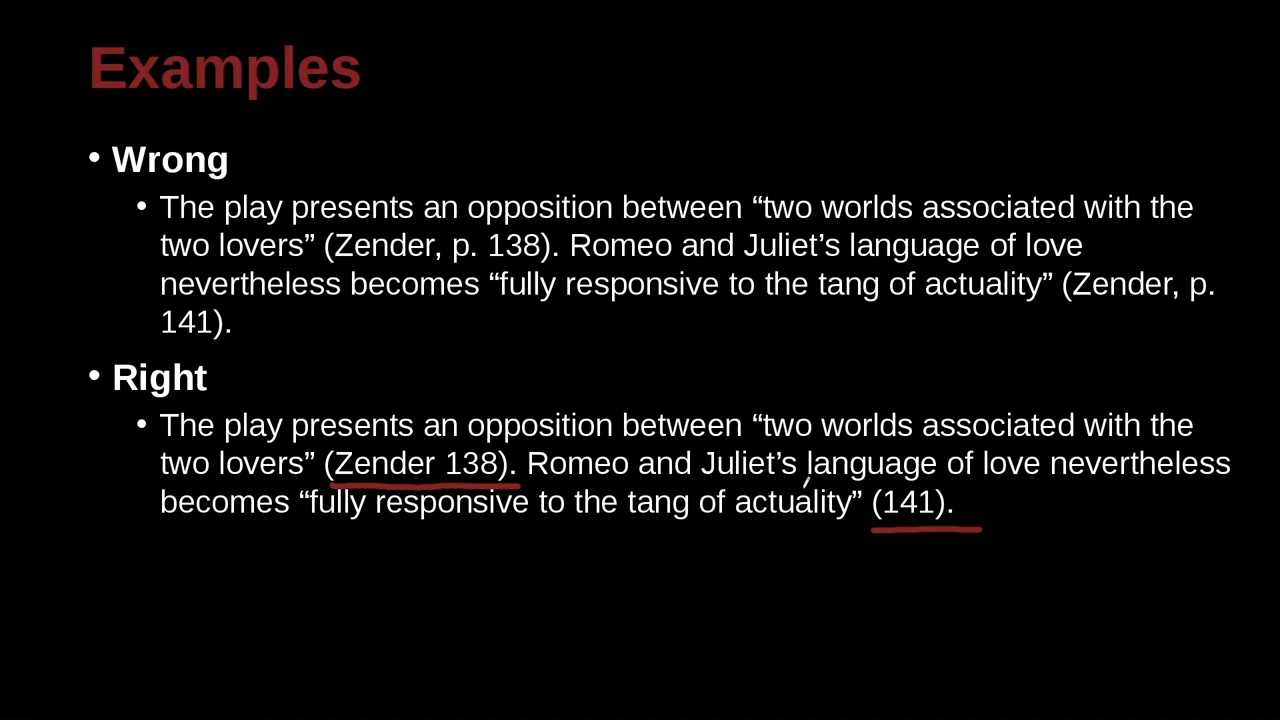 Examples
• Wrong
• The play presents an opposition between “two worlds associated with the
two lovers” (Zender, p. 138). Romeo and Juliet’s language of love
nevertheless becomes “fully responsive to the tang of actuality” (Zender, p.
141).
• Right
• The play presents an opposition between “two worlds associated with the
two lovers” (Zender 138). Romeo and Juliet’s language of love nevertheless
becomes “fully responsive to the tang of actuality” (141).